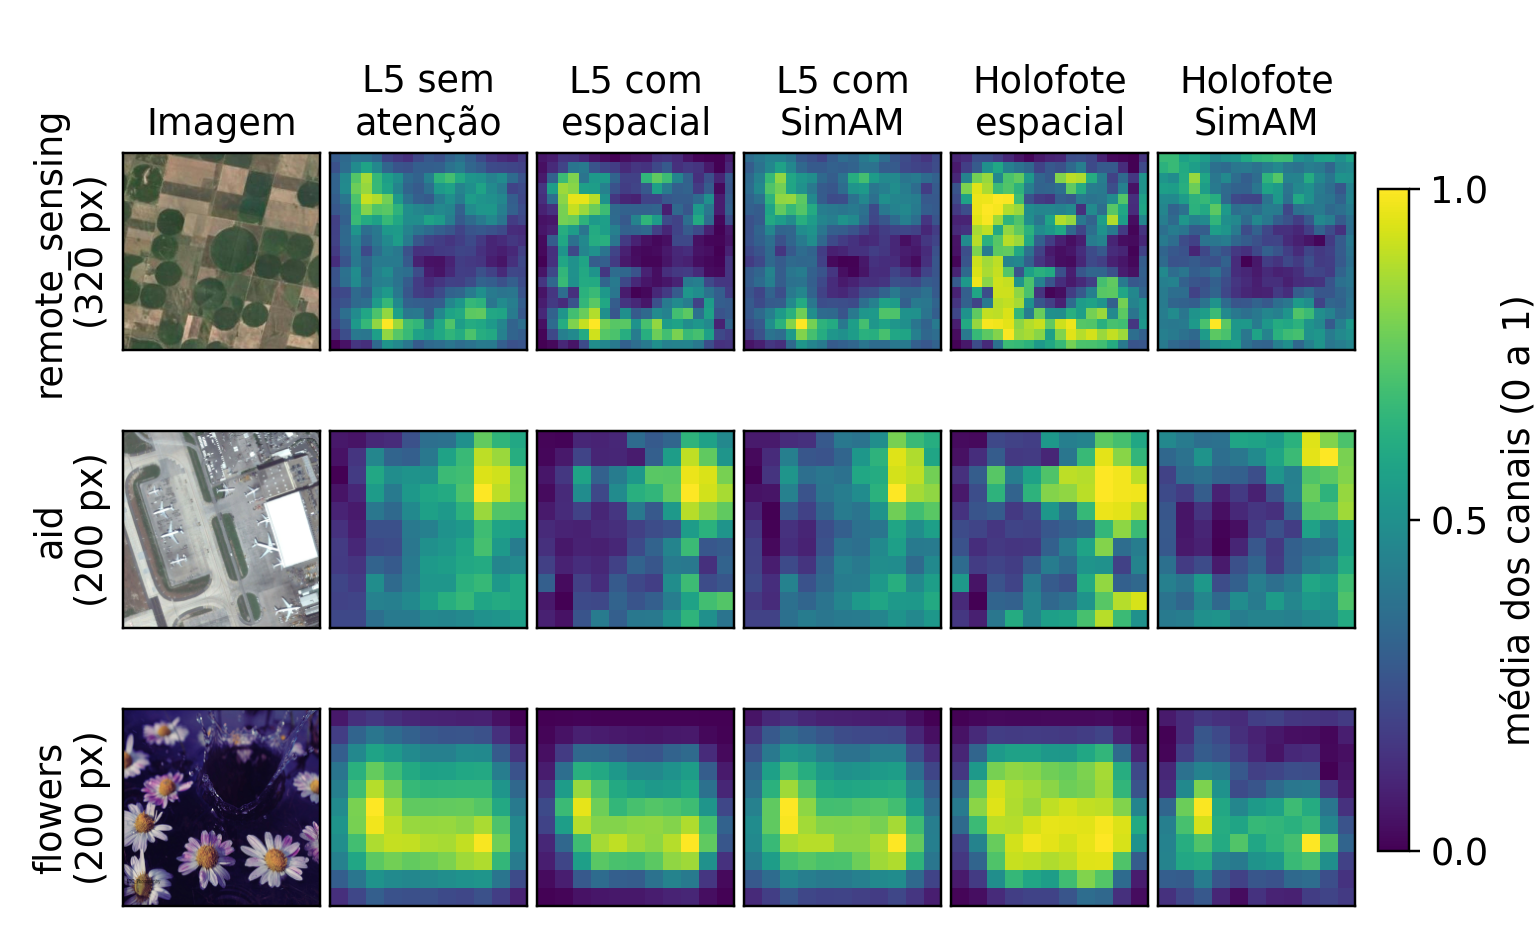 Imagem
L5 sem
atenção
L5 com
espacial
L5 com
SimAM
Holofote
espacial
Holofote
SimAM
remote_sensing
(320 px)
aid
(200 px)
flowers
(200 px)
1.0
0.5
0.0
média dos canais (0 a 1)